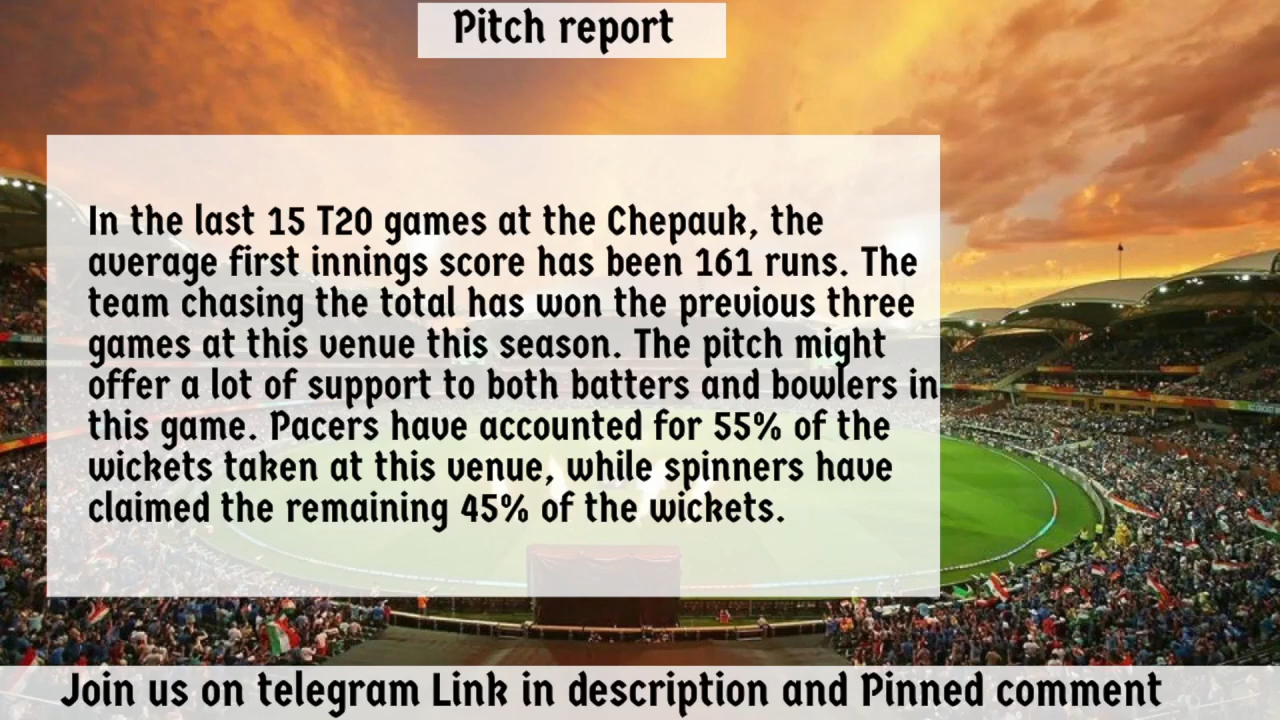 Pitch report
In the last 15 T20 games at the Chepauk, the
average first innings score has been 161 runs. The
team chasing the total has won the previous three
games at this venue this season. The pitch might
offer a lot of support to both batters and bowlers in
this game. Pacers have accounted for 55% of the
wickets taken at this venue, while spinners have
claimed the remaining 45% of the wickets.
Join us on telegram Link in description and Pinned comment